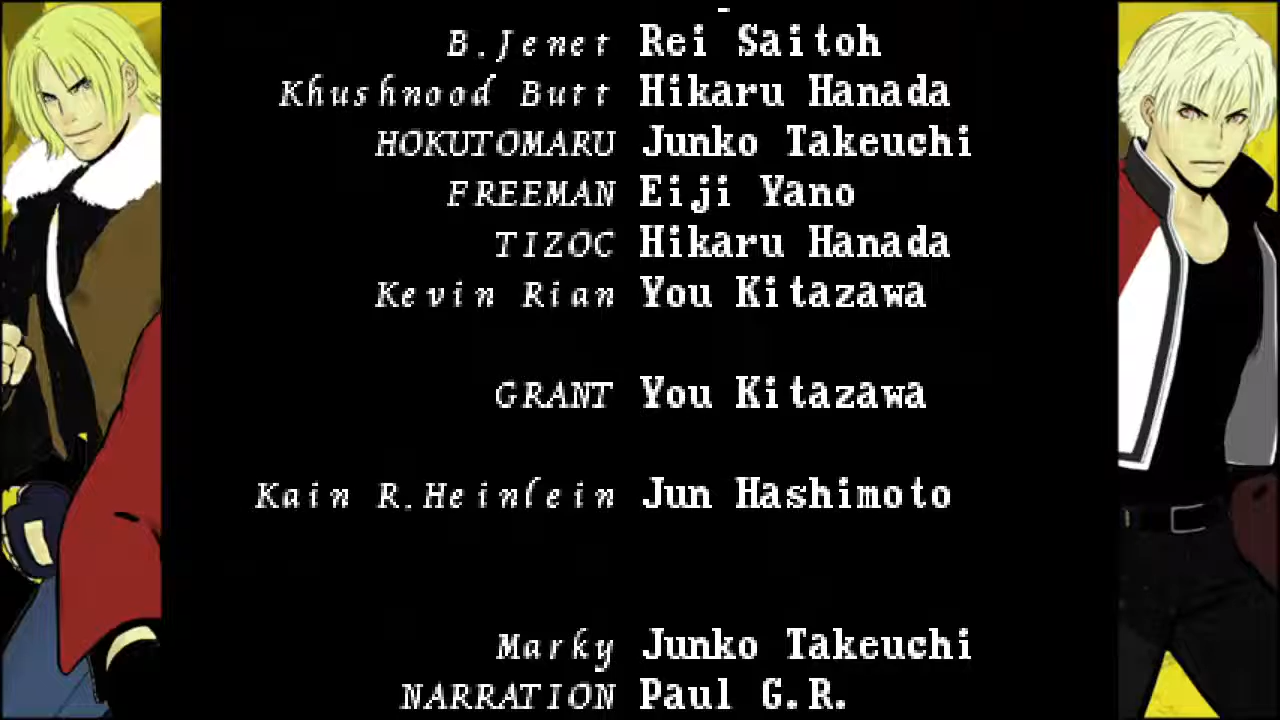 B.Jenet Rei Saitoh
Khushnood Butt Hikaru Hanada
HOKUTOMARU Junko Takeuchi
FREEMAN Eiji Yano
TIZOC Hikaru Hanada
Kevin Rian You Kitazawa
GRANT You Kitazawa
Kain R.Heinlein Jun Hashimoto
Marky Junko Takeuchi
NARRATION Paul G.R.